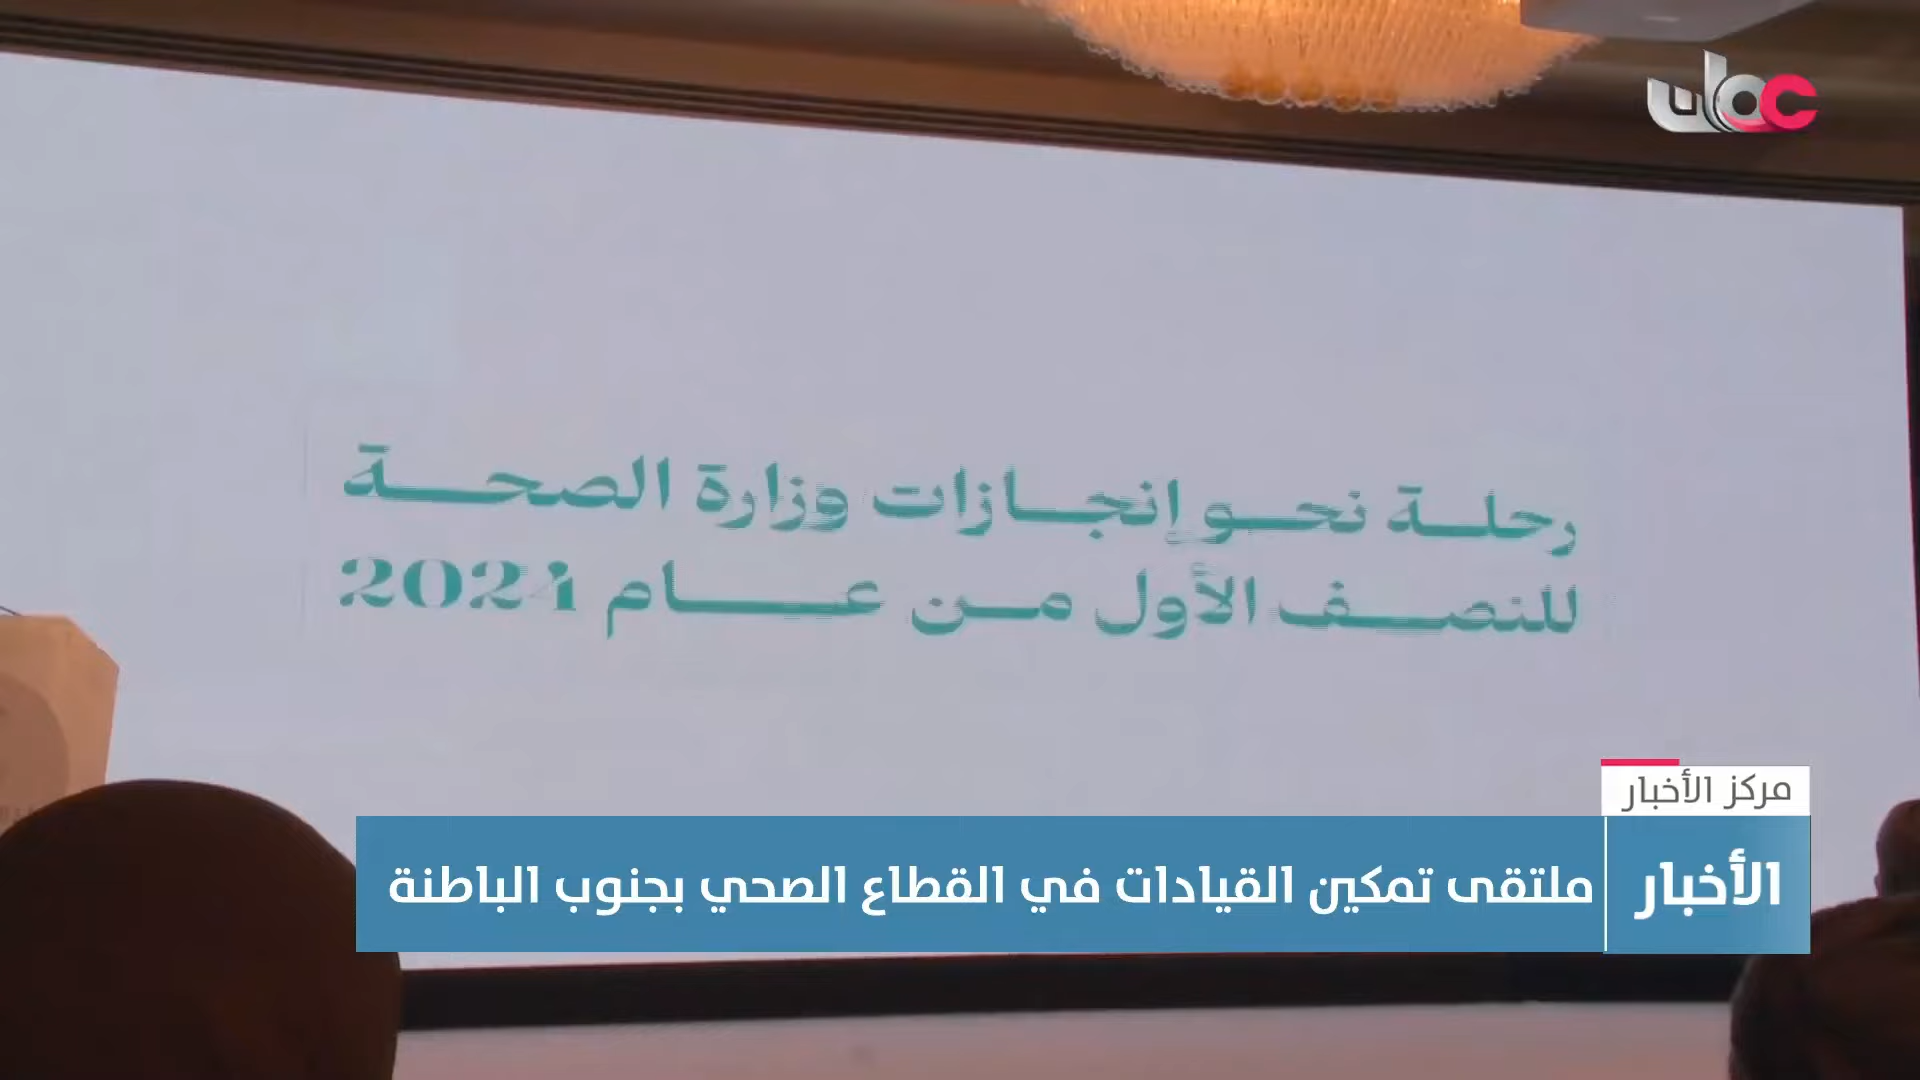 عمان
رحلة نحو إنجازات وزارة الصحة
للنصف الأول من عام 2024
مركز الأخبار
الأخبار
ملتقى تمكين القيادات في القطاع الصحي بجنوب الباطنة